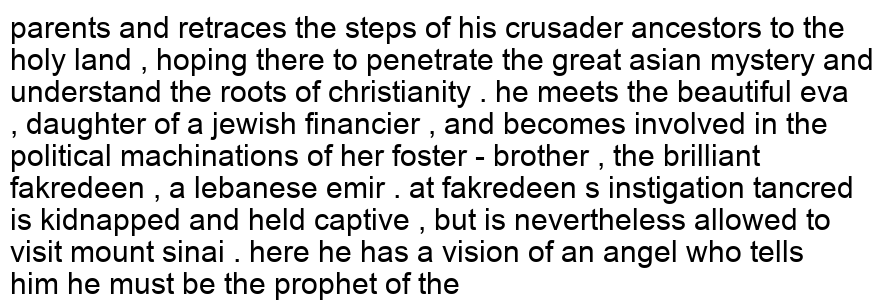 parents and retraces the steps of his crusader ancestors to the
holy land , hoping there to penetrate the great asian mystery and
understand the roots of christianity . he meets the beautiful eva
, daughter of a jewish financier , and becomes involved in the
political machinations of her foster - brother , the brilliant
fakredeen , a lebanese emir . at fakredeen s instigation tancred
is kidnapped and held captive , but is nevertheless allowed to
visit mount sinai . here he has a vision of an angel who tells
him he must be the prophet of the